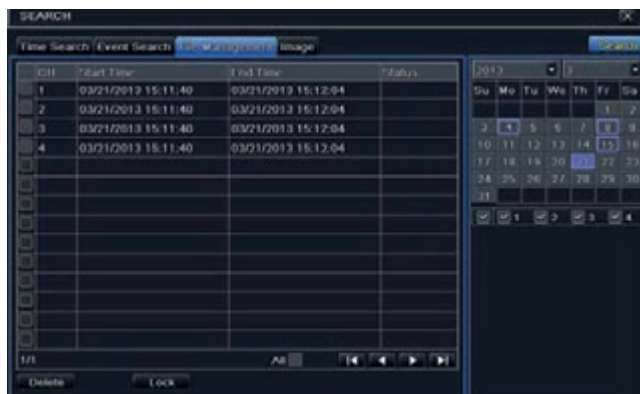 SEARCH
Time Search Event Search File Management Image Search
CH Start Time End Time Status
1 03/21/2013 15:11:40 03/21/2013 15:12:04
2 03/21/2013 15:11:40 03/21/2013 15:12:04
3 03/21/2013 15:11:40 03/21/2013 15:12:04
4 03/21/2013 15:11:40 03/21/2013 15:12:04
1/1 All
Delete Lock
2013 3
Su Mo Tu We Th Fr Sa
1 2
3 4 5 6 7 8 9
10 11 12 13 14 15 16
17 18 19 20 21 22 23
24 25 26 27 28 29 30
31
1 2 3 4